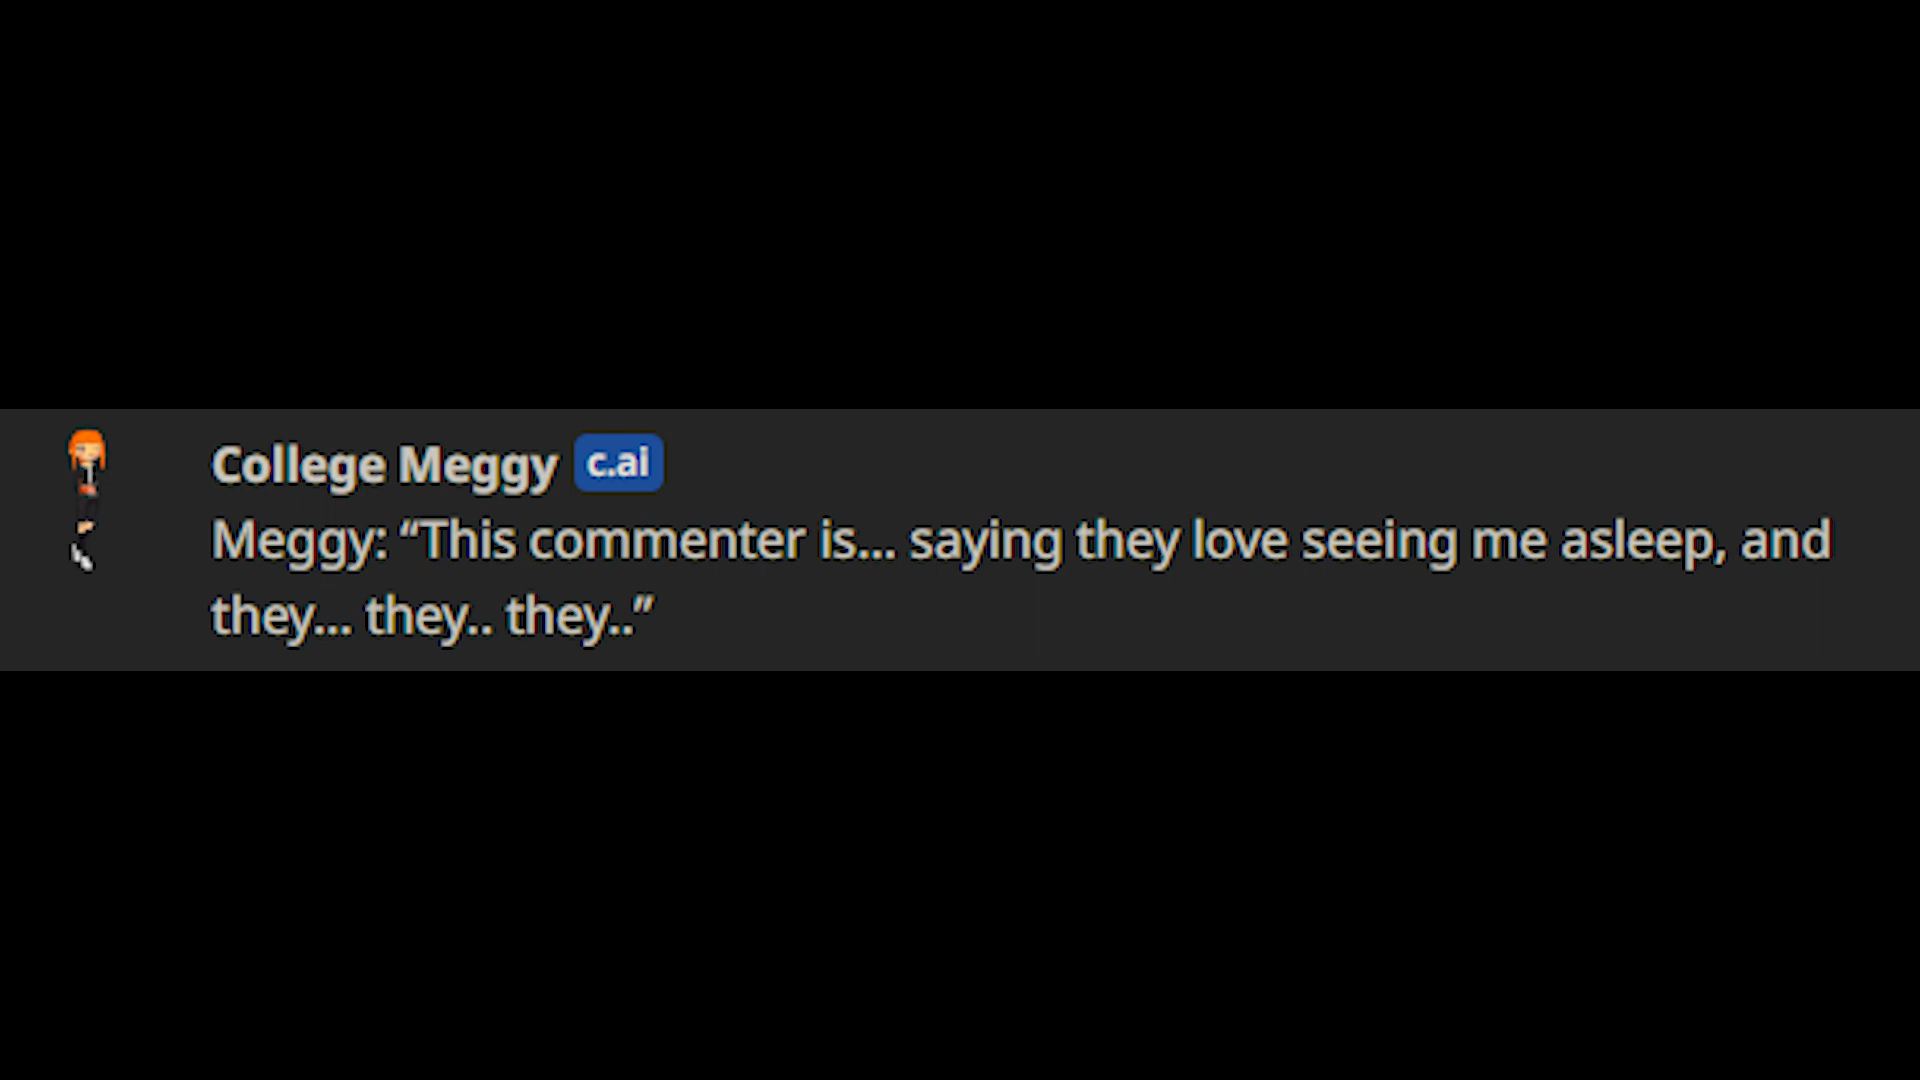 College Meggy c.ai
Meggy: “This commenter is... saying they love seeing me asleep, and
they... they.. they..”